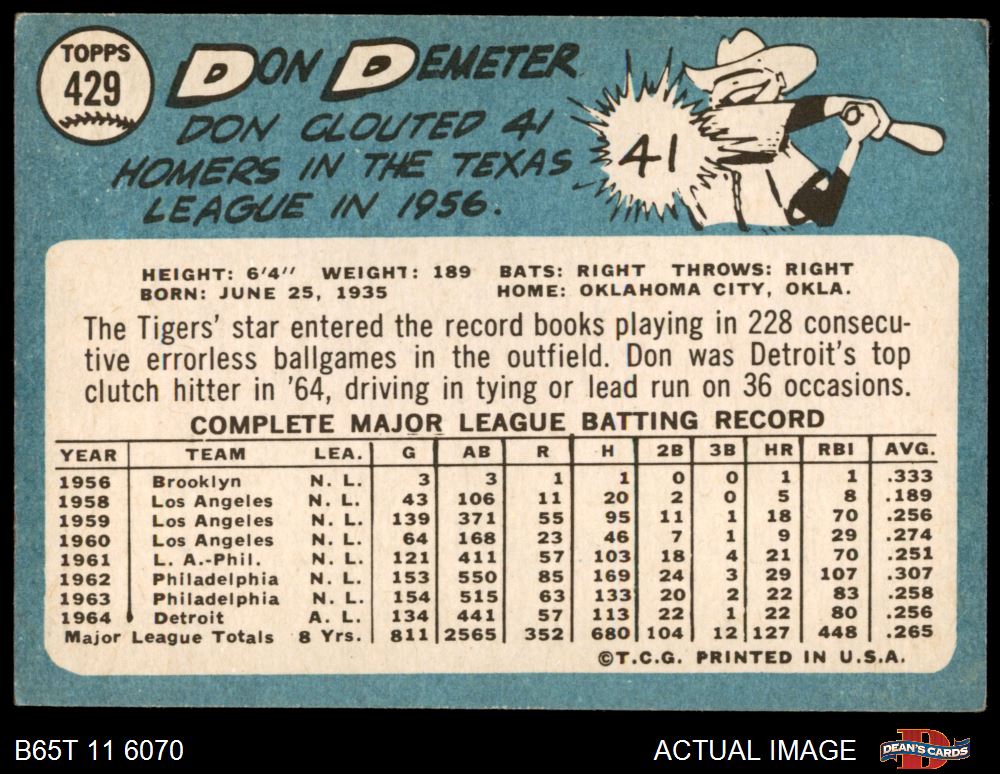 TOPPS
429
DON DEMETER
DON CLOUTED 41
HOMERS IN THE TEXAS
LEAGUE IN 1956.
41
HEIGHT: 6'4" WEIGHT: 189 BATS: RIGHT THROWS: RIGHT
BORN: JUNE 25, 1935 HOME: OKLAHOMA CITY, OKLA.
The Tigers' star entered the record books playing in 228 consecu-
tive errorless ballgames in the outfield. Don was Detroit's top
clutch hitter in '64, driving in tying or lead run on 36 occasions.
COMPLETE MAJOR LEAGUE BATTING RECORD
YEAR TEAM LEA. G AB R H 2B 3B HR RBI AVG.
1956 Brooklyn N. L. 3 3 1 1 0 0 1 1 .333
1958 Los Angeles N. L. 43 106 11 20 2 0 5 8 .189
1959 Los Angeles N. L. 139 371 55 95 11 1 18 70 .256
1960 Los Angeles N. L. 64 168 23 46 7 1 9 29 .274
1961 L. A.-Phil. N. L. 121 411 57 103 18 4 21 70 .251
1962 Philadelphia N. L. 153 550 85 169 24 3 29 107 .307
1963 Philadelphia N. L. 154 515 63 133 20 2 22 83 .258
1964 Detroit A. L. 134 441 57 113 22 1 22 80 .256
Major League Totals 8 Yrs. 811 2565 352 680 104 12 127 448 .265
©T.C.G. PRINTED IN U.S.A.
B65T 11 6070 ACTUAL IMAGE DEAN'S CARDS